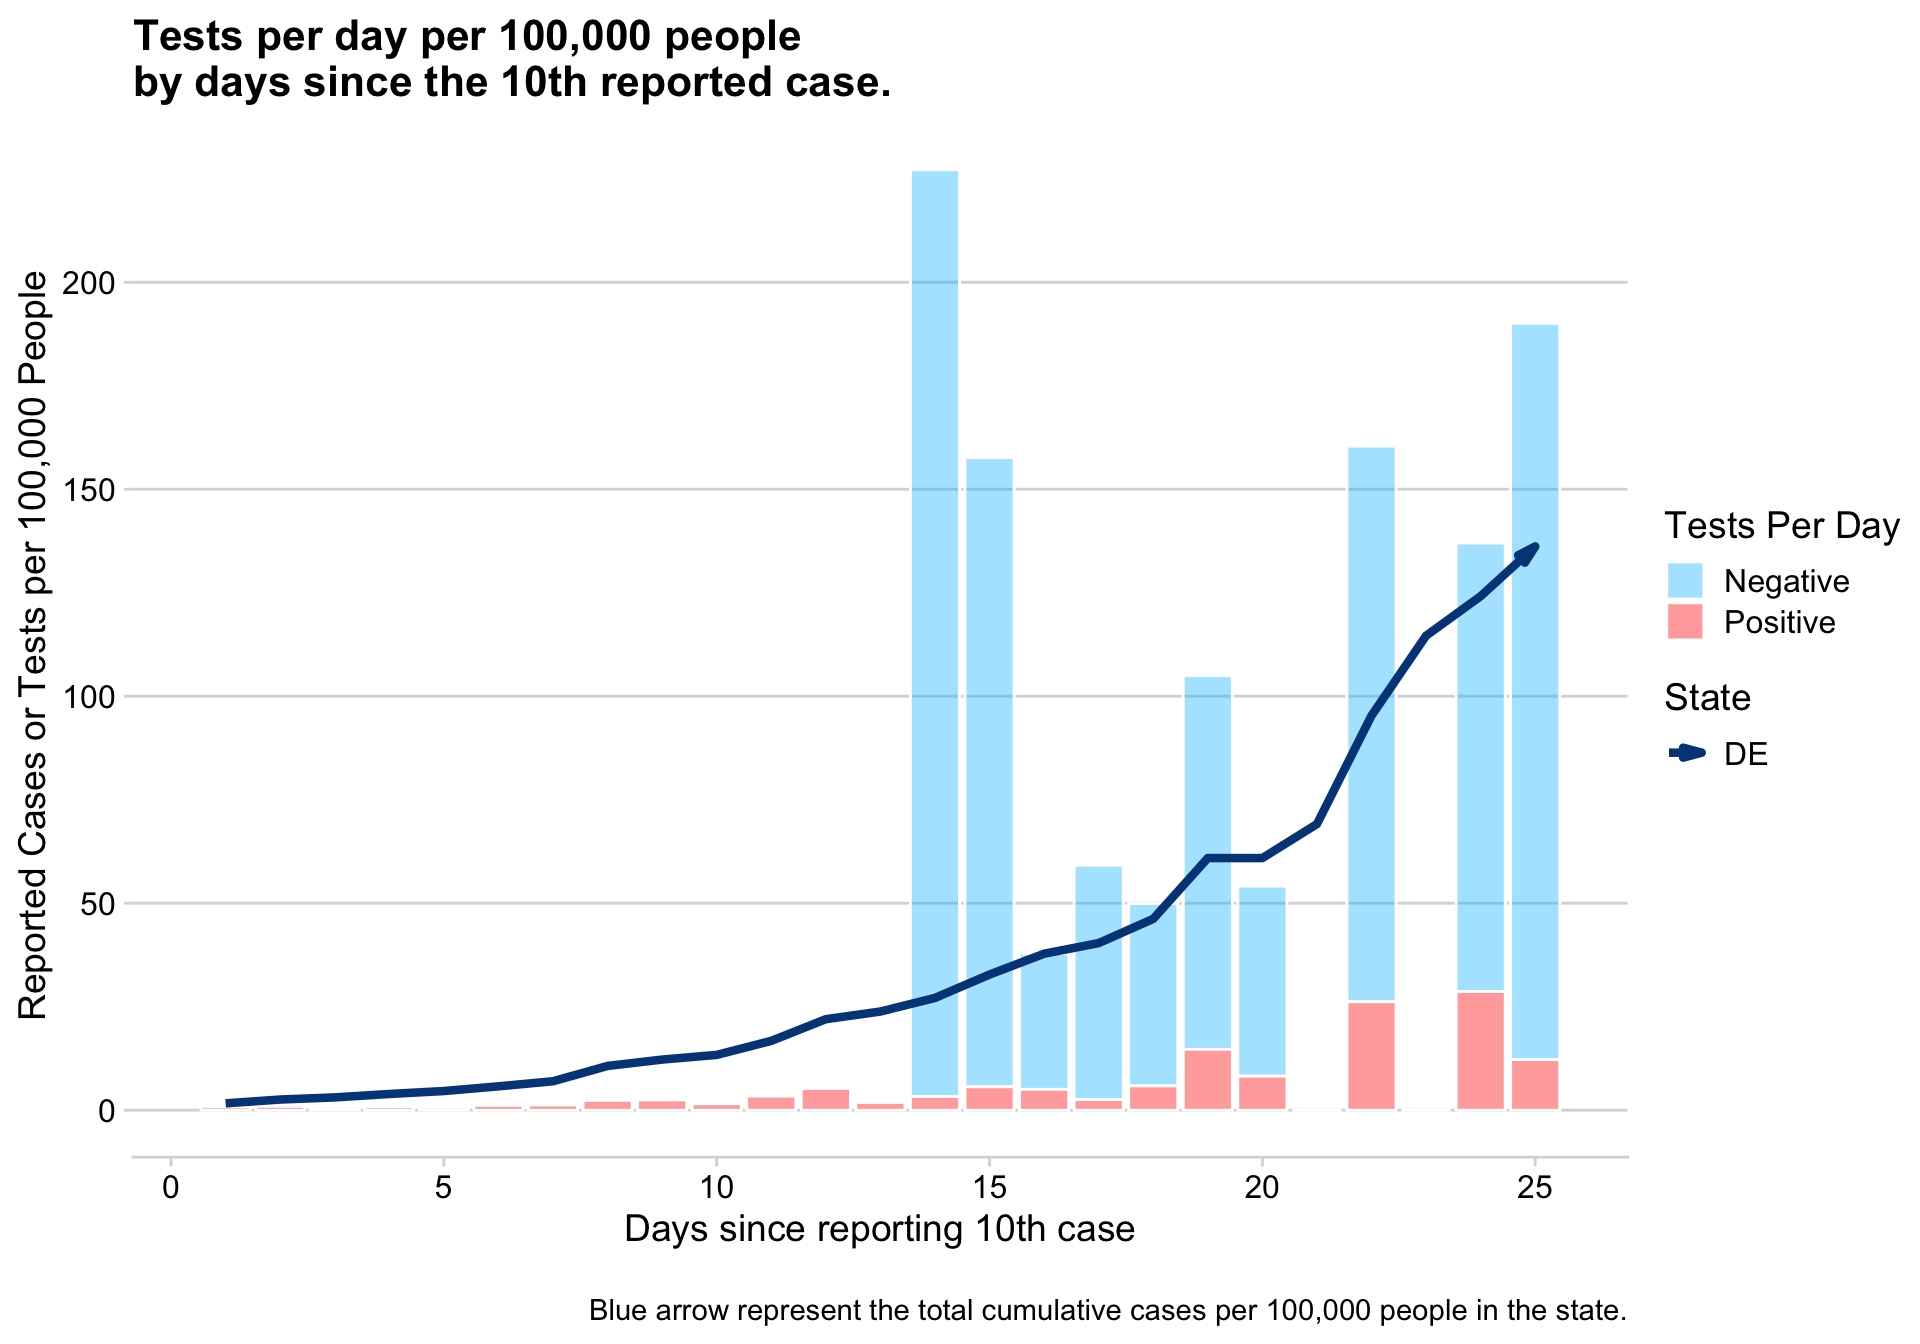 Tests per day per 100,000 people
by days since the 10th reported case.
Reported Cases or Tests per 100,000 People
200
150
100
50
0
0 5 10 15 20 25
Days since reporting 10th case
Tests Per Day
Negative
Positive
State
DE
Blue arrow represent the total cumulative cases per 100,000 people in the state.